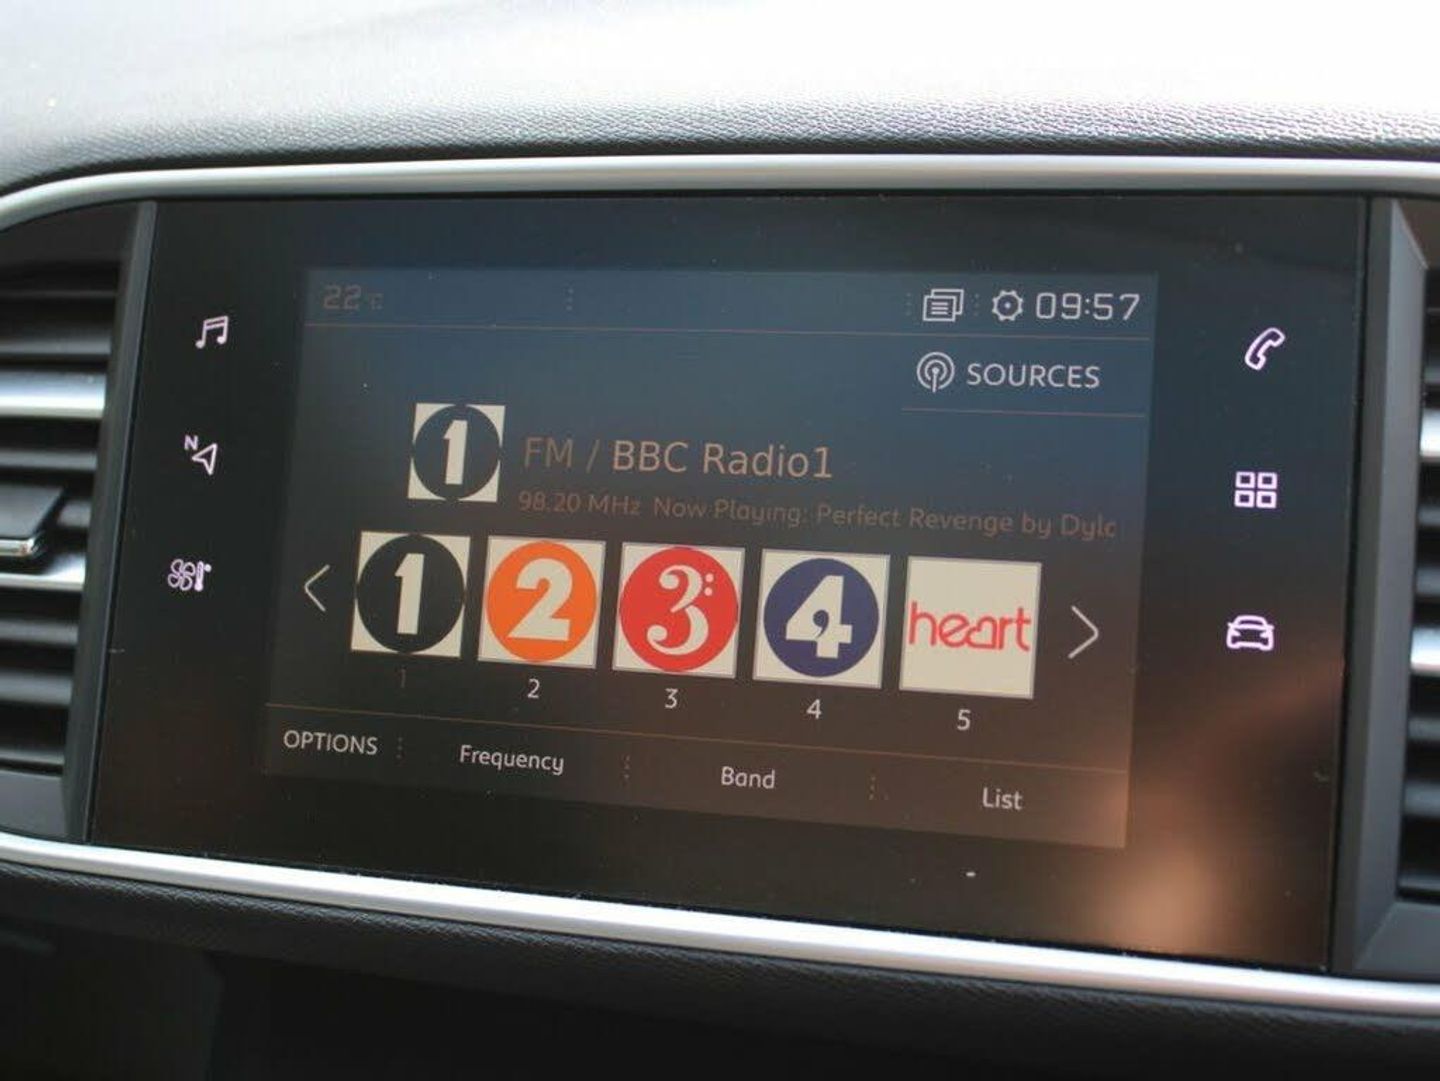 22°C
09:57
SOURCES
1
FM / BBC Radio1
98.20 MHz Now Playing: Perfect Revenge by Dylc
N
1 2 3: 4 heart
1 2 3 4 5
OPTIONS Frequency Band List